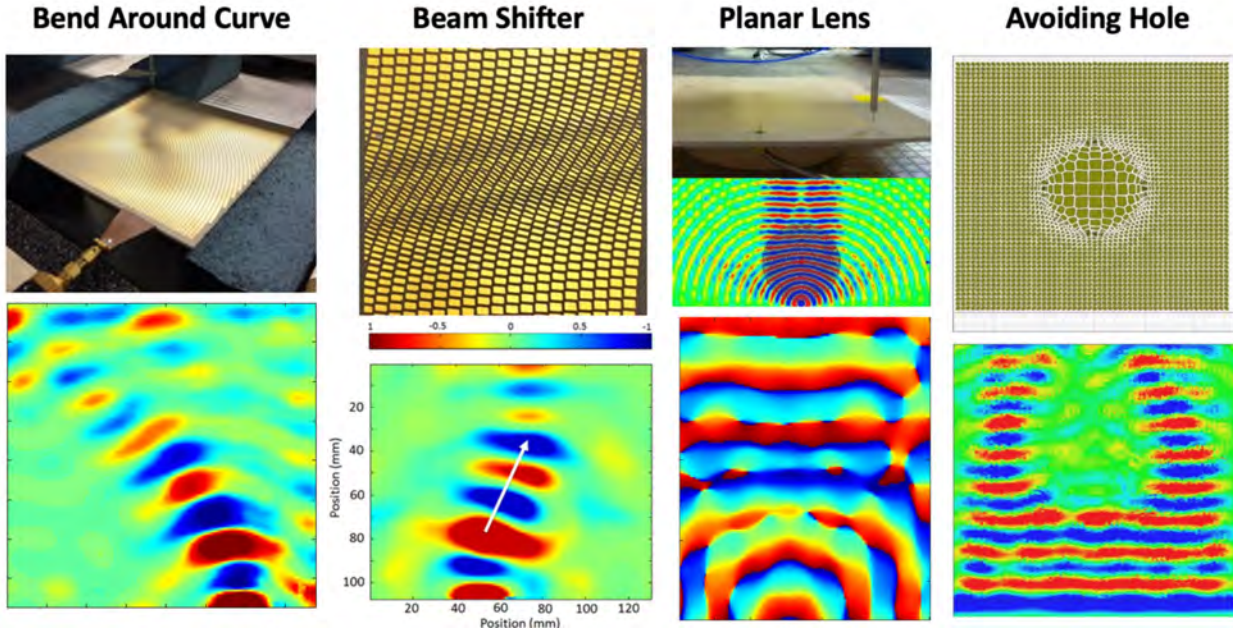 Bend Around Curve
Beam Shifter
Planar Lens
Avoiding Hole
1 -0.5 0 0.5 -1
20
40
60
80
100
Position (mm)
20 40 60 80 100 120
Position (mm)